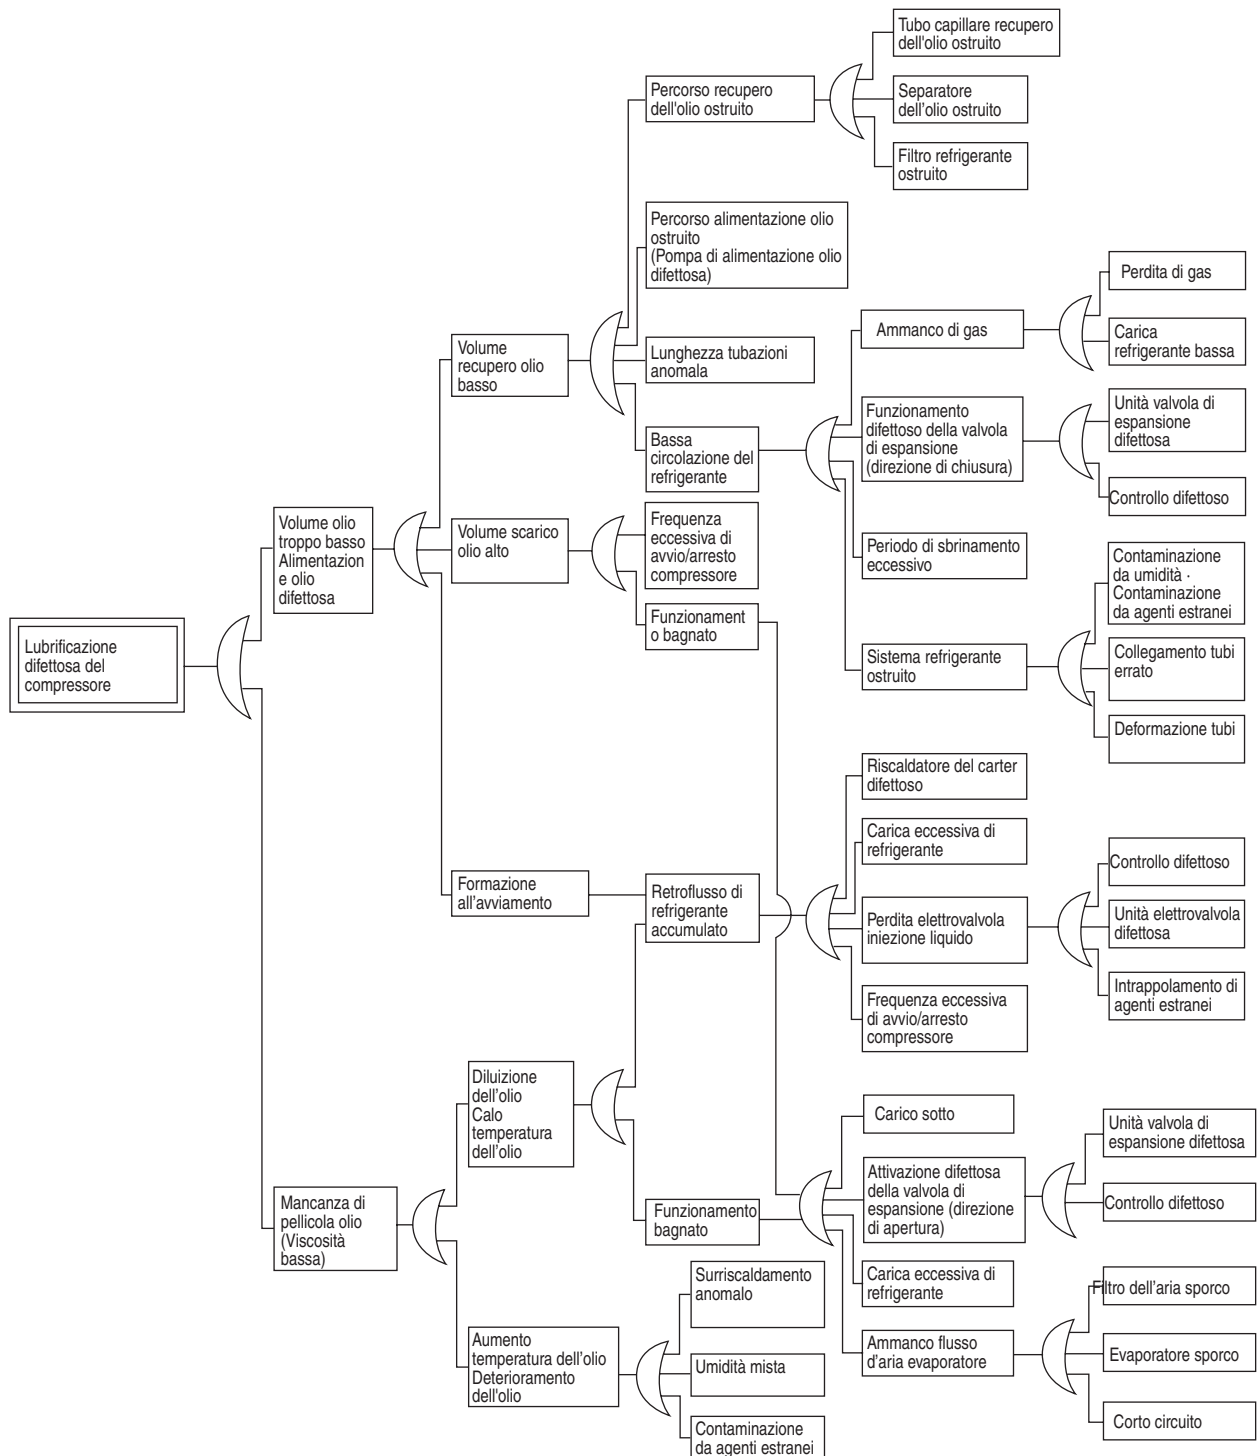 Tubo capillare recupero
dell'olio ostruito
Percorso recupero
dell'olio ostruito
Separatore
dell'olio ostruito
Filtro refrigerante
ostruito
Percorso alimentazione olio
ostruito
(Pompa di alimentazione olio
difettosa)
Perdita di gas
Ammanco di gas
Carica
refrigerante bassa
Volume
recupero olio
basso
Lunghezza tubazioni
anomala
Funzionamento
difettoso della valvola
di espansione
(direzione di chiusura)
Unità valvola di
espansione
difettosa
Bassa
circolazione del
refrigerante
Controllo difettoso
Volume olio
troppo basso
Alimentazion
e olio
difettosa
Volume scarico
olio alto
Frequenza
eccessiva di
avvio/arresto
compressore
Periodo di sbrinamento
eccessivo
Contaminazione
da umidità ·
Contaminazione
da agenti estranei
Funzionament
o bagnato
Lubrificazione
difettosa del
compressore
Sistema refrigerante
ostruito
Collegamento tubi
errato
Deformazione tubi
Riscaldatore del carter
difettoso
Carica eccessiva di
refrigerante
Controllo difettoso
Formazione
all'avviamento
Retroflusso di
refrigerante
accumulato
Perdita elettrovalvola
iniezione liquido
Unità elettrovalvola
difettosa
Intrappolamento di
agenti estranei
Frequenza eccessiva
di avvio/arresto
compressore
Diluizione
dell'olio
Calo
temperatura
dell'olio
Carico sotto
Unità valvola di
espansione difettosa
Mancanza di
pellicola olio
(Viscosità
bassa)
Funzionamento
bagnato
Attivazione difettosa
della valvola di
espansione (direzione
di apertura)
Controllo difettoso
Surriscaldamento
anomalo
Carica eccessiva di
refrigerante
Filtro dell'aria sporco
Aumento
temperatura dell'olio
Deterioramento
dell'olio
Umidità mista
Ammanco flusso
d'aria evaporatore
Evaporatore sporco
Contaminazione
da agenti estranei
Corto circuito